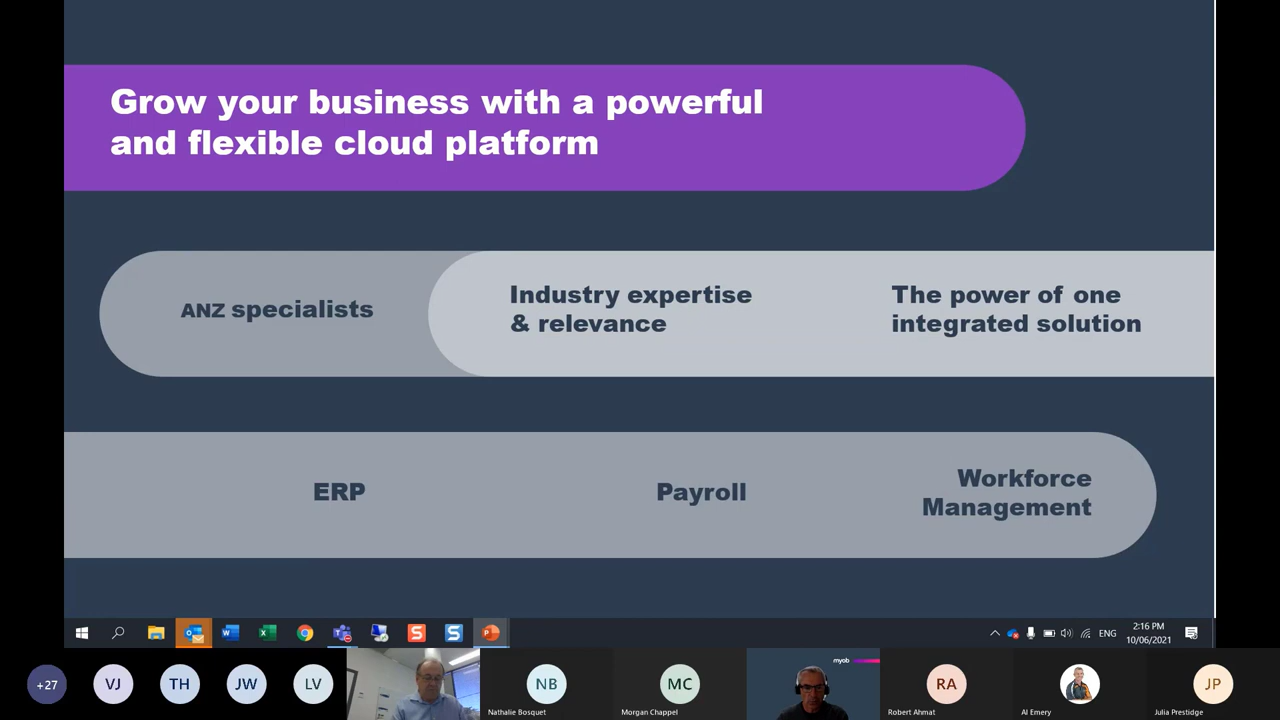 Grow your business with a powerful
and flexible cloud platform
ANZ specialists
Industry expertise
& relevance
The power of one
integrated solution
ERP
Payroll
Workforce
Management
ENG
2:16 PM
10/06/2021
+27
VJ
TH
JW
LV
NB
Nathalie Bosquet
MC
Morgan Chappel
myob
RA
Robert Ahmat
Al Emery
JP
Julia Prestidge